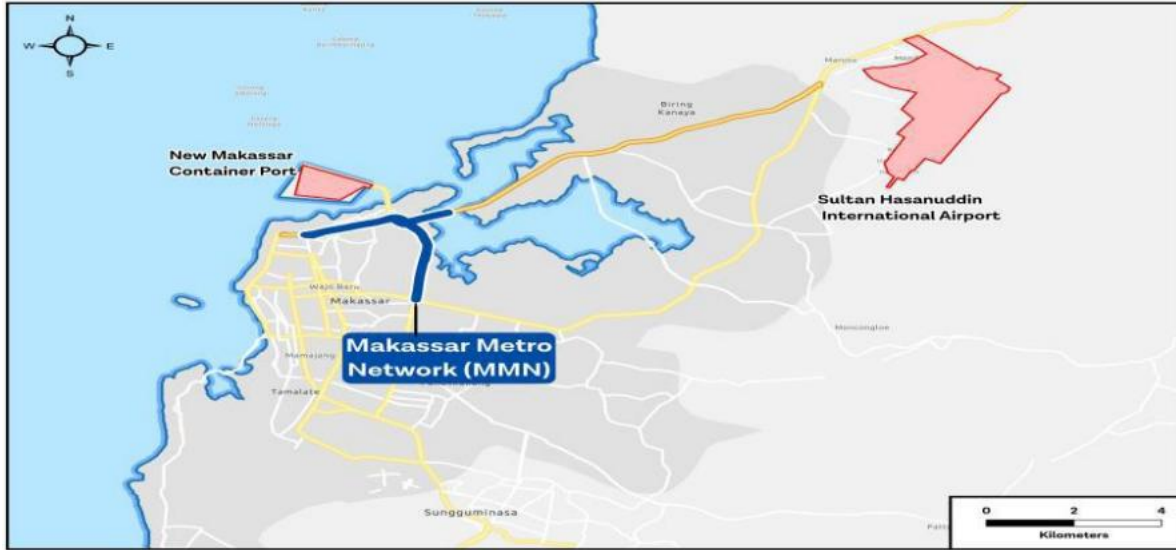 N
W E
S
Maros
Biring
Kanaya
New Makassar
Container Port
Sultan Hasanuddin
International Airport
Wajo Baru
Makassar
Moncongloe
Makassar Metro
Network (MMN)
Mamajang
Tamalate
Sungguminasa
0 2 4
Kilometers